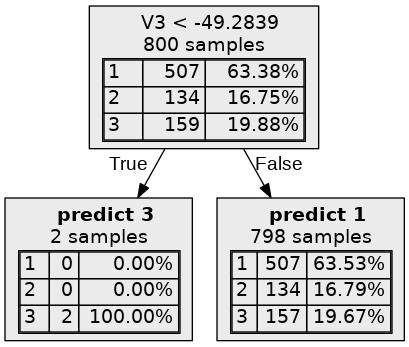 V3 < -49.2839
800 samples
1 507 63.38%
2 134 16.75%
3 159 19.88%
True
False
predict 3
2 samples
1 0 0.00%
2 0 0.00%
3 2 100.00%
predict 1
798 samples
1 507 63.53%
2 134 16.79%
3 157 19.67%